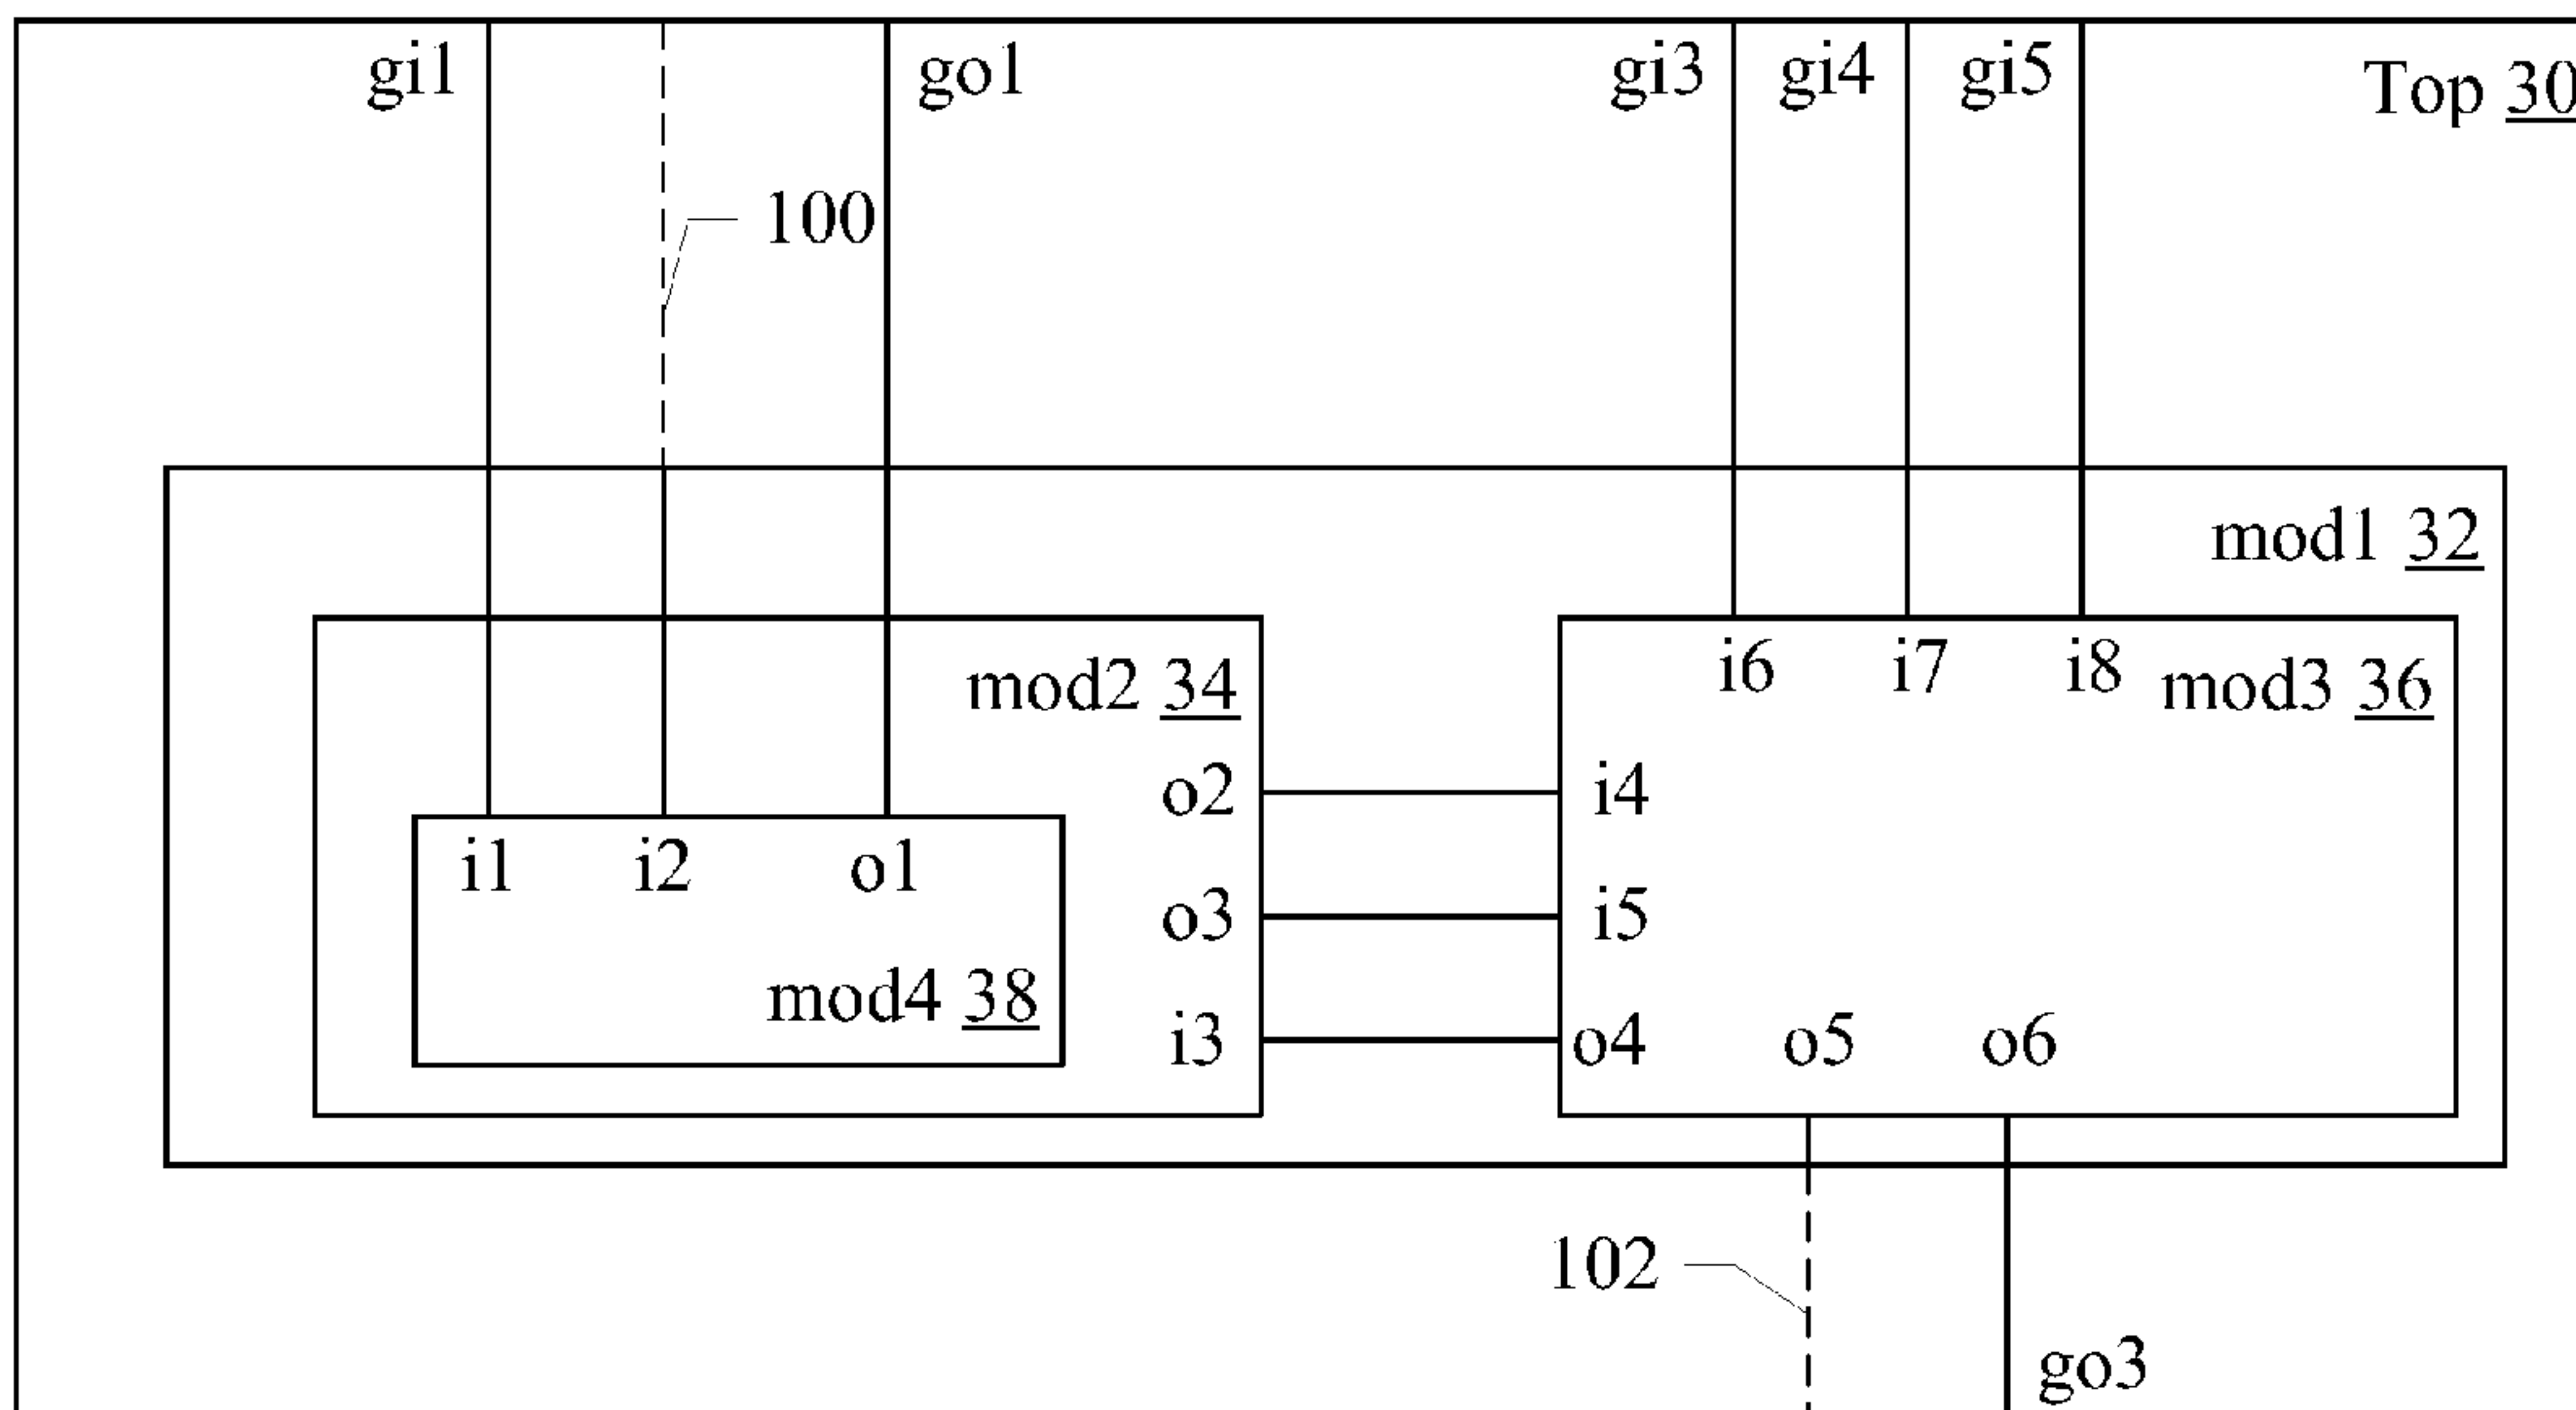 gi1
go1
gi3
gi4
gi5
Top 30
100
mod1 32
mod2 34
i6
i7
i8
mod3 36
o2
i4
i1
i2
o1
o3
i5
mod4 38
i3
o4
o5
o6
102
go3